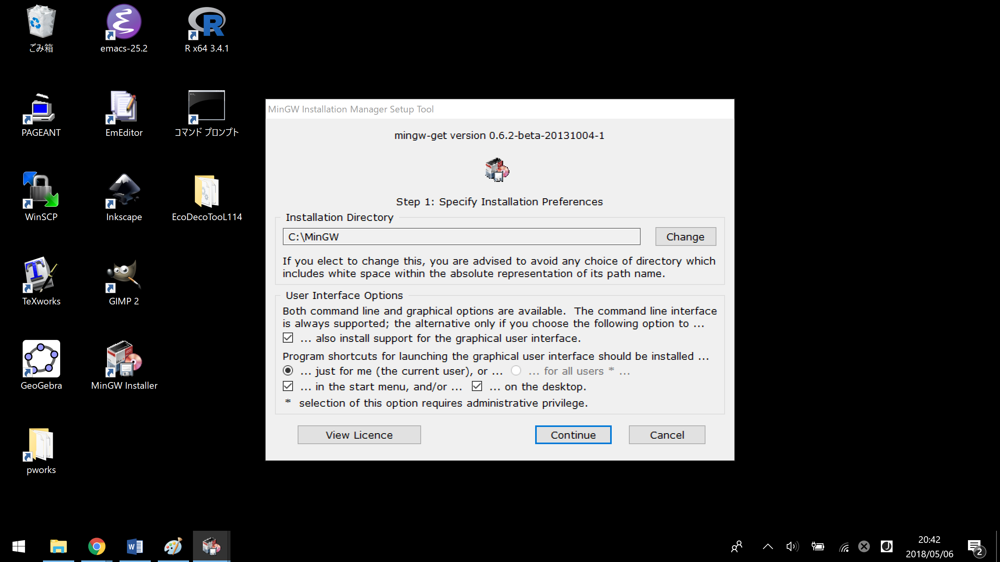 ごみ箱
emacs-25.2
R x64 3.4.1
PAGEANT
EmEditor
コマンド プロンプト
WinSCP
Inkscape
EcoDecoTooL114
TeXworks
GIMP 2
GeoGebra
MinGW Installer
pworks
MinGW Installation Manager Setup Tool
mingw-get version 0.6.2-beta-20131004-1
Step 1: Specify Installation Preferences
Installation Directory
C:\MinGW
Change
If you elect to change this, you are advised to avoid any choice of directory which
includes white space within the absolute representation of its path name.
User Interface Options
Both command line and graphical options are available.  The command line interface
is always supported; the alternative only if you choose the following option to ...
... also install support for the graphical user interface.
Program shortcuts for launching the graphical user interface should be installed ...
... just for me (the current user), or ... ... for all users * ...
... in the start menu, and/or ... ... on the desktop.
* selection of this option requires administrative privilege.
View Licence
Continue
Cancel
20:42
2018/05/06
2